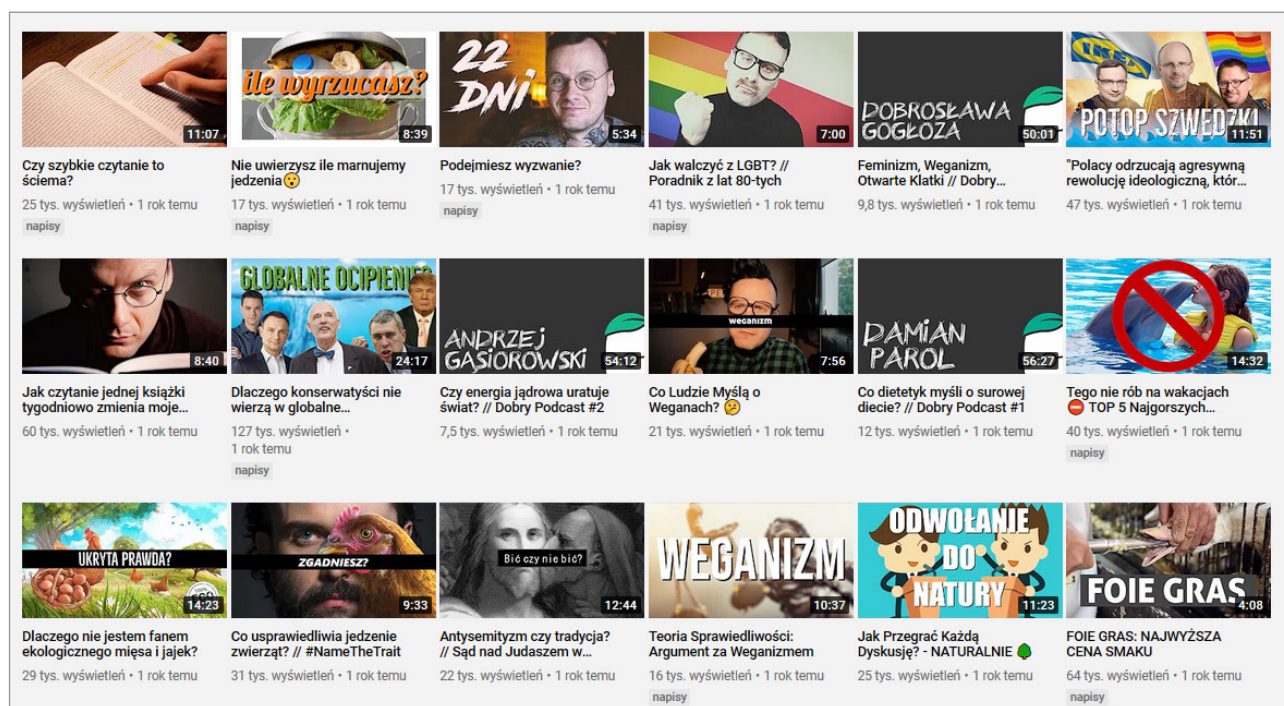 11:07
ile wyrzucasz?
8:39
22
DNI
5:34
7:00
DOBROSŁAWA
GOGŁOZA
50:01
IKEA
POTOP SZWEDZKI
11:51
Czy szybkie czytanie to
ściema?
25 tys. wyświetleń • 1 rok temu
napisy
Nie uwierzysz ile marnujemy
jedzenia😮
17 tys. wyświetleń • 1 rok temu
napisy
Podejmiesz wyzwanie?
17 tys. wyświetleń • 1 rok temu
napisy
Jak walczyć z LGBT? //
Poradnik z lat 80-tych
41 tys. wyświetleń • 1 rok temu
napisy
Feminizm, Weganizm,
Otwarte Klatki // Dobry...
9,8 tys. wyświetleń • 1 rok temu
"Polacy odrzucają agresywną
rewolucję ideologiczną, któr...
47 tys. wyświetleń • 1 rok temu
8:40
GLOBALNE OCIPIENIE?
24:17
ANDRZEJ
GĄSIOROWSKI
54:12
weganizm
7:56
DAMIAN
PAROL
56:27
14:32
Jak czytanie jednej książki
tygodniowo zmienia moje...
60 tys. wyświetleń • 1 rok temu
Dlaczego konserwatyści nie
wierzą w globalne...
127 tys. wyświetleń •
1 rok temu
napisy
Czy energia jądrowa uratuje
świat? // Dobry Podcast #2
7,5 tys. wyświetleń • 1 rok temu
Co Ludzie Myślą o
Weganach? 🤔
21 tys. wyświetleń • 1 rok temu
Co dietetyk myśli o surowej
diecie? // Dobry Podcast #1
12 tys. wyświetleń • 1 rok temu
Tego nie rób na wakacjach
⛔ TOP 5 Najgorszych...
40 tys. wyświetleń • 1 rok temu
napisy
UKRYTA PRAWDA?
14:23
ZGADNIESZ?
9:33
Bić czy nie bić?
12:44
WEGANIZM
10:37
ODWOŁANIE
DO
NATURY
11:23
FOIE GRAS
4:08
Dlaczego nie jestem fanem
ekologicznego mięsa i jajek?
29 tys. wyświetleń • 1 rok temu
Co usprawiedliwia jedzenie
zwierząt? // #NameTheTrait
31 tys. wyświetleń • 1 rok temu
Antysemityzm czy tradycja?
// Sąd nad Judaszem w...
22 tys. wyświetleń • 1 rok temu
Teoria Sprawiedliwości:
Argument za Weganizmem
16 tys. wyświetleń • 1 rok temu
napisy
Jak Przegrać Każdą
Dyskusję? - NATURALNIE 🌳
25 tys. wyświetleń • 1 rok temu
FOIE GRAS: NAJWYŻSZA
CENA SMAKU
64 tys. wyświetleń • 1 rok temu
napisy